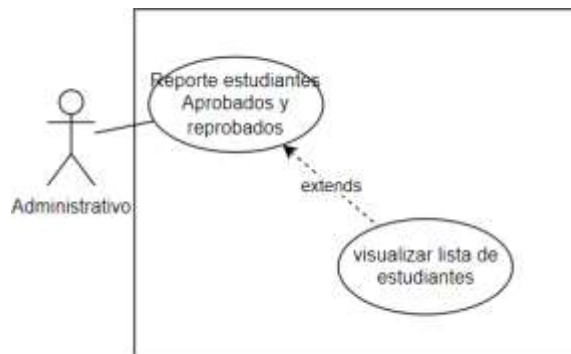 Reporte estudiantes
Aprobados y
reprobados
Administrativo
extends
visualizar lista de
estudiantes